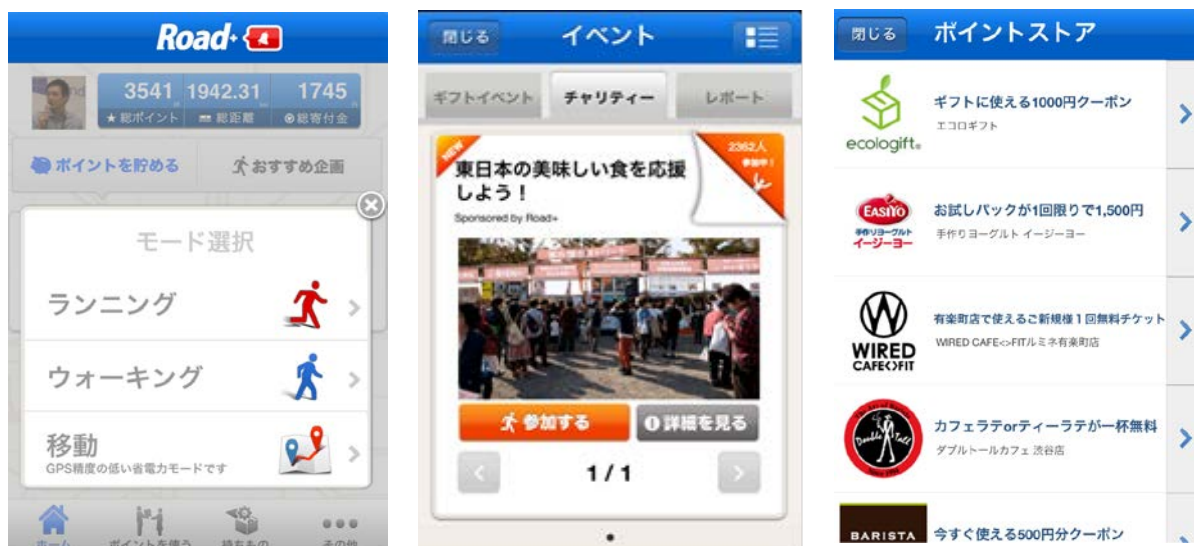 Road+
3541 1942.31 1745
★総ポイント 総距離 総寄付金
ポイントを貯める おすすめ企画
モード選択
ランニング
ウォーキング
移動
GPS精度の低い省電力モードです
ホーム ポイントを使う 持ちもの その他
閉じる イベント
ギフトイベント チャリティー レポート
NEW
2362人
参加中!
東日本の美味しい食を応援
しよう!
Sponsored by Road+
参加する 詳細を見る
1/1
閉じる ポイントストア
ecologift
ギフトに使える1000円クーポン
エコロギフト
EASIYO
手作りヨーグルト
イージーヨー
お試しパックが1回限りで1,500円
手作りヨーグルト イージーヨー
WIRED
CAFE<>FIT
有楽町店で使えるご新規様1回無料チケット
WIRED CAFE<>FITルミネ有楽町店
Double Tall
カフェラテorティーラテが一杯無料
ダブルトールカフェ 渋谷店
BARISTA
今すぐ使える500円分クーポン